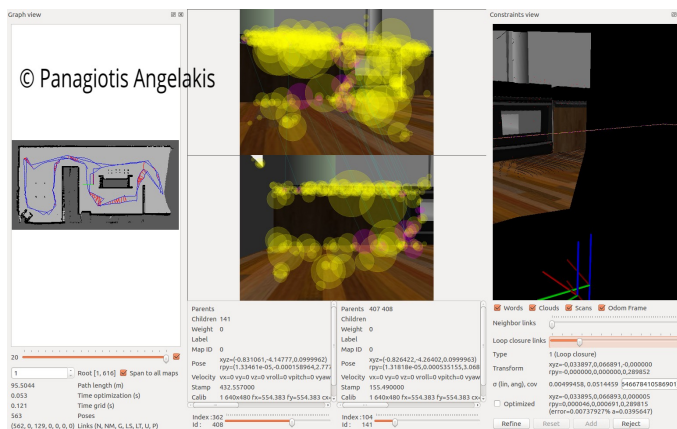 Graph view
© Panagiotis Angelakis
20
1 Root [1, 616] Span to all maps
95.5044 Path length (m)
0.053 Time optimization (s)
0.121 Time grid (s)
563 Poses
(562, 0, 129, 0, 0, 0, 0) Links (N, NM, G, LS, LT, U, P)
Parents
Children 141
Weight 0
Label
Map ID 0
Pose xyz=(-0.831061,-4.14777,0.0999962)
rpy=(1.33461e-05,-0.000158964,2.777
Velocity vx=0 vy=0 vz=0 vroll=0 vpitch=0 vyaw
Stamp 432.557000
Calib 1 640x480 fx=554.383 cx=
Index :362
Id : 408
Parents 407 408
Children
Weight 0
Label
Map ID 0
Pose xyz=(-0.826422,-4.26402,0.0999963)
rpy=(1.31818e-05,0.000535155,3.068
Velocity vx=0 vy=0 vz=0 vroll=0 vpitch=0 vyaw
Stamp 155.490000
Calib 1 640x480 fx=554.383 cx=
Index :104
Id : 141
Constraints view
Words Clouds Scans Odom Frame
Neighbor links
Loop closure links
Type 1 (Loop closure)
Transform xyz=-0,033897,0,066891,-0,000000
rpy=-0,000000,0,000000,0,289852
σ (lin, ang), cov 0.00499458, 0.0514459 5466784105869​01
Optimized xyz=-0,033895,0,066893,0,000005
rpy=0,000046,0,000691,0,289815
(error=0.00737927% a=0.0395647)
Refine Reset Add Reject